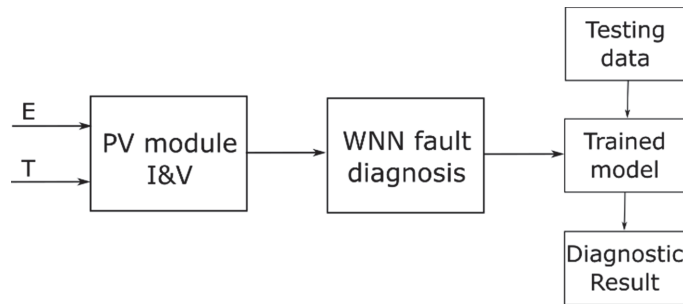 E
T
PV module
I&V
WNN fault
diagnosis
Testing
data
Trained
model
Diagnostic
Result